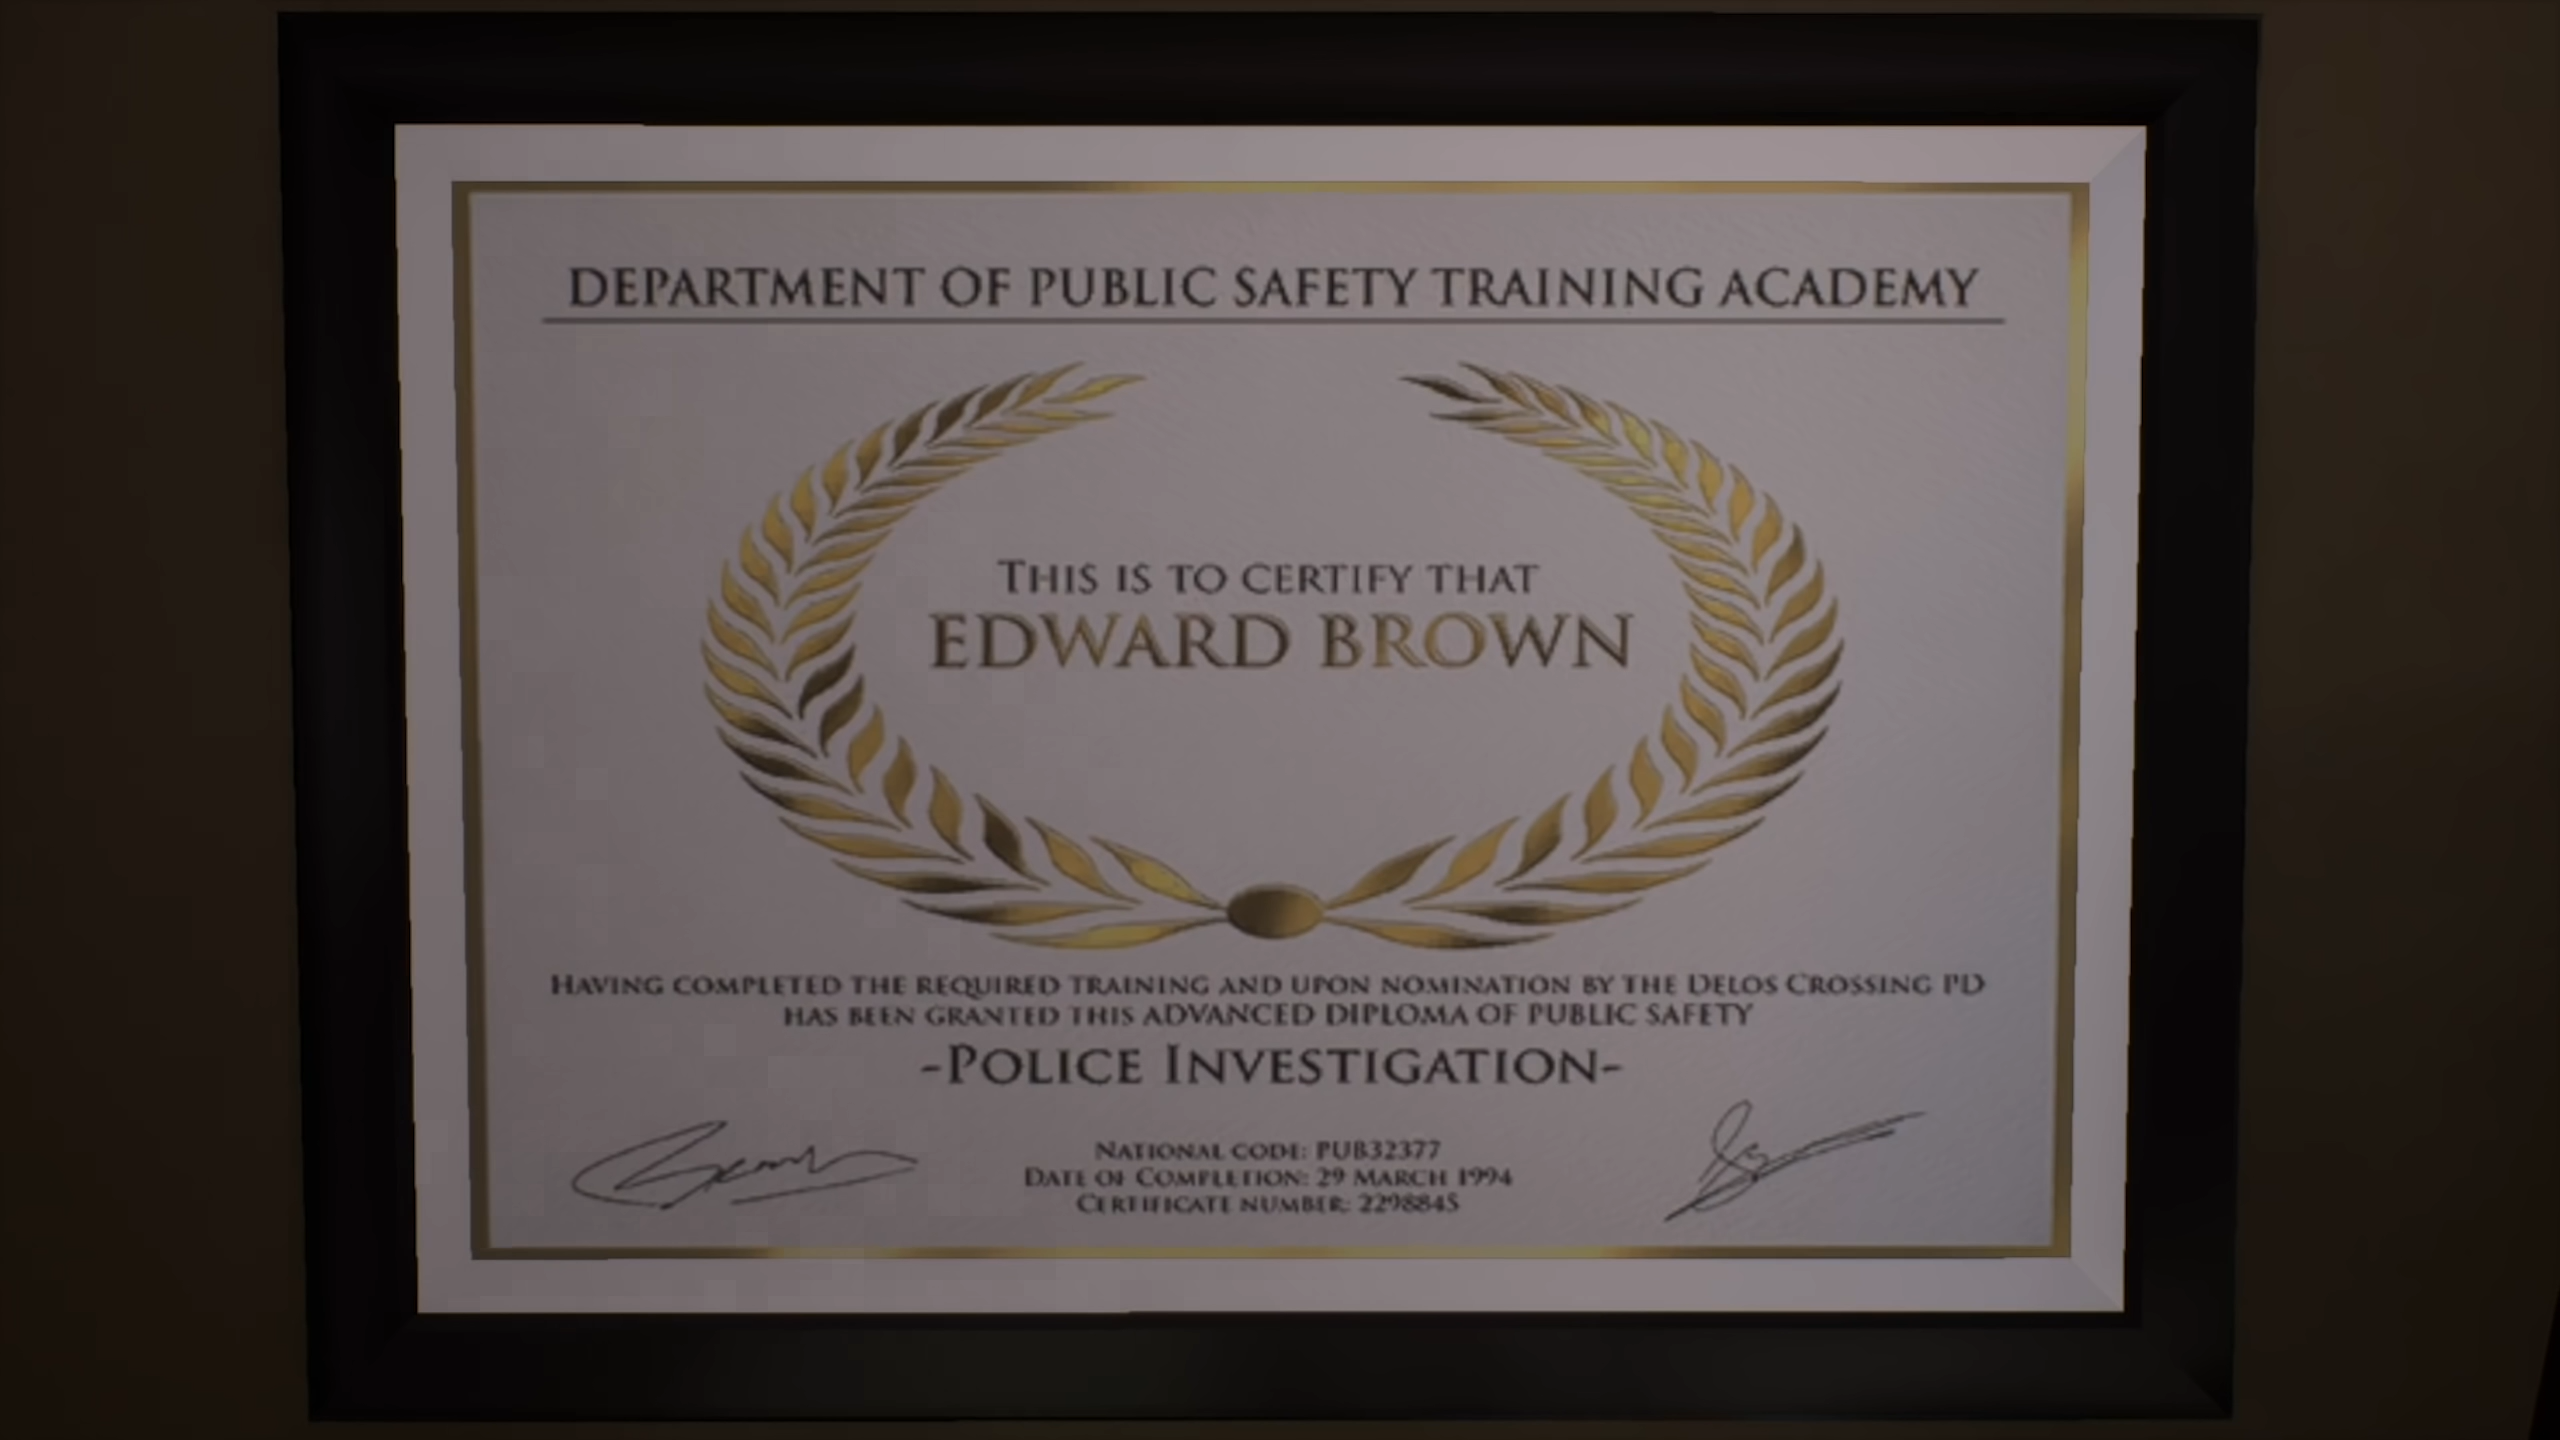 DEPARTMENT OF PUBLIC SAFETY TRAINING ACADEMY
THIS IS TO CERTIFY THAT
EDWARD BROWN
HAVING COMPLETED THE REQUIRED TRAINING AND UPON NOMINATION BY THE DELOS CROSSING PD
HAS BEEN GRANTED THIS ADVANCED DIPLOMA OF PUBLIC SAFETY
-POLICE INVESTIGATION-
NATIONAL CODE: PUB32377
DATE OF COMPLETION: 29 MARCH 1994
CERTIFICATE NUMBER: 2298845